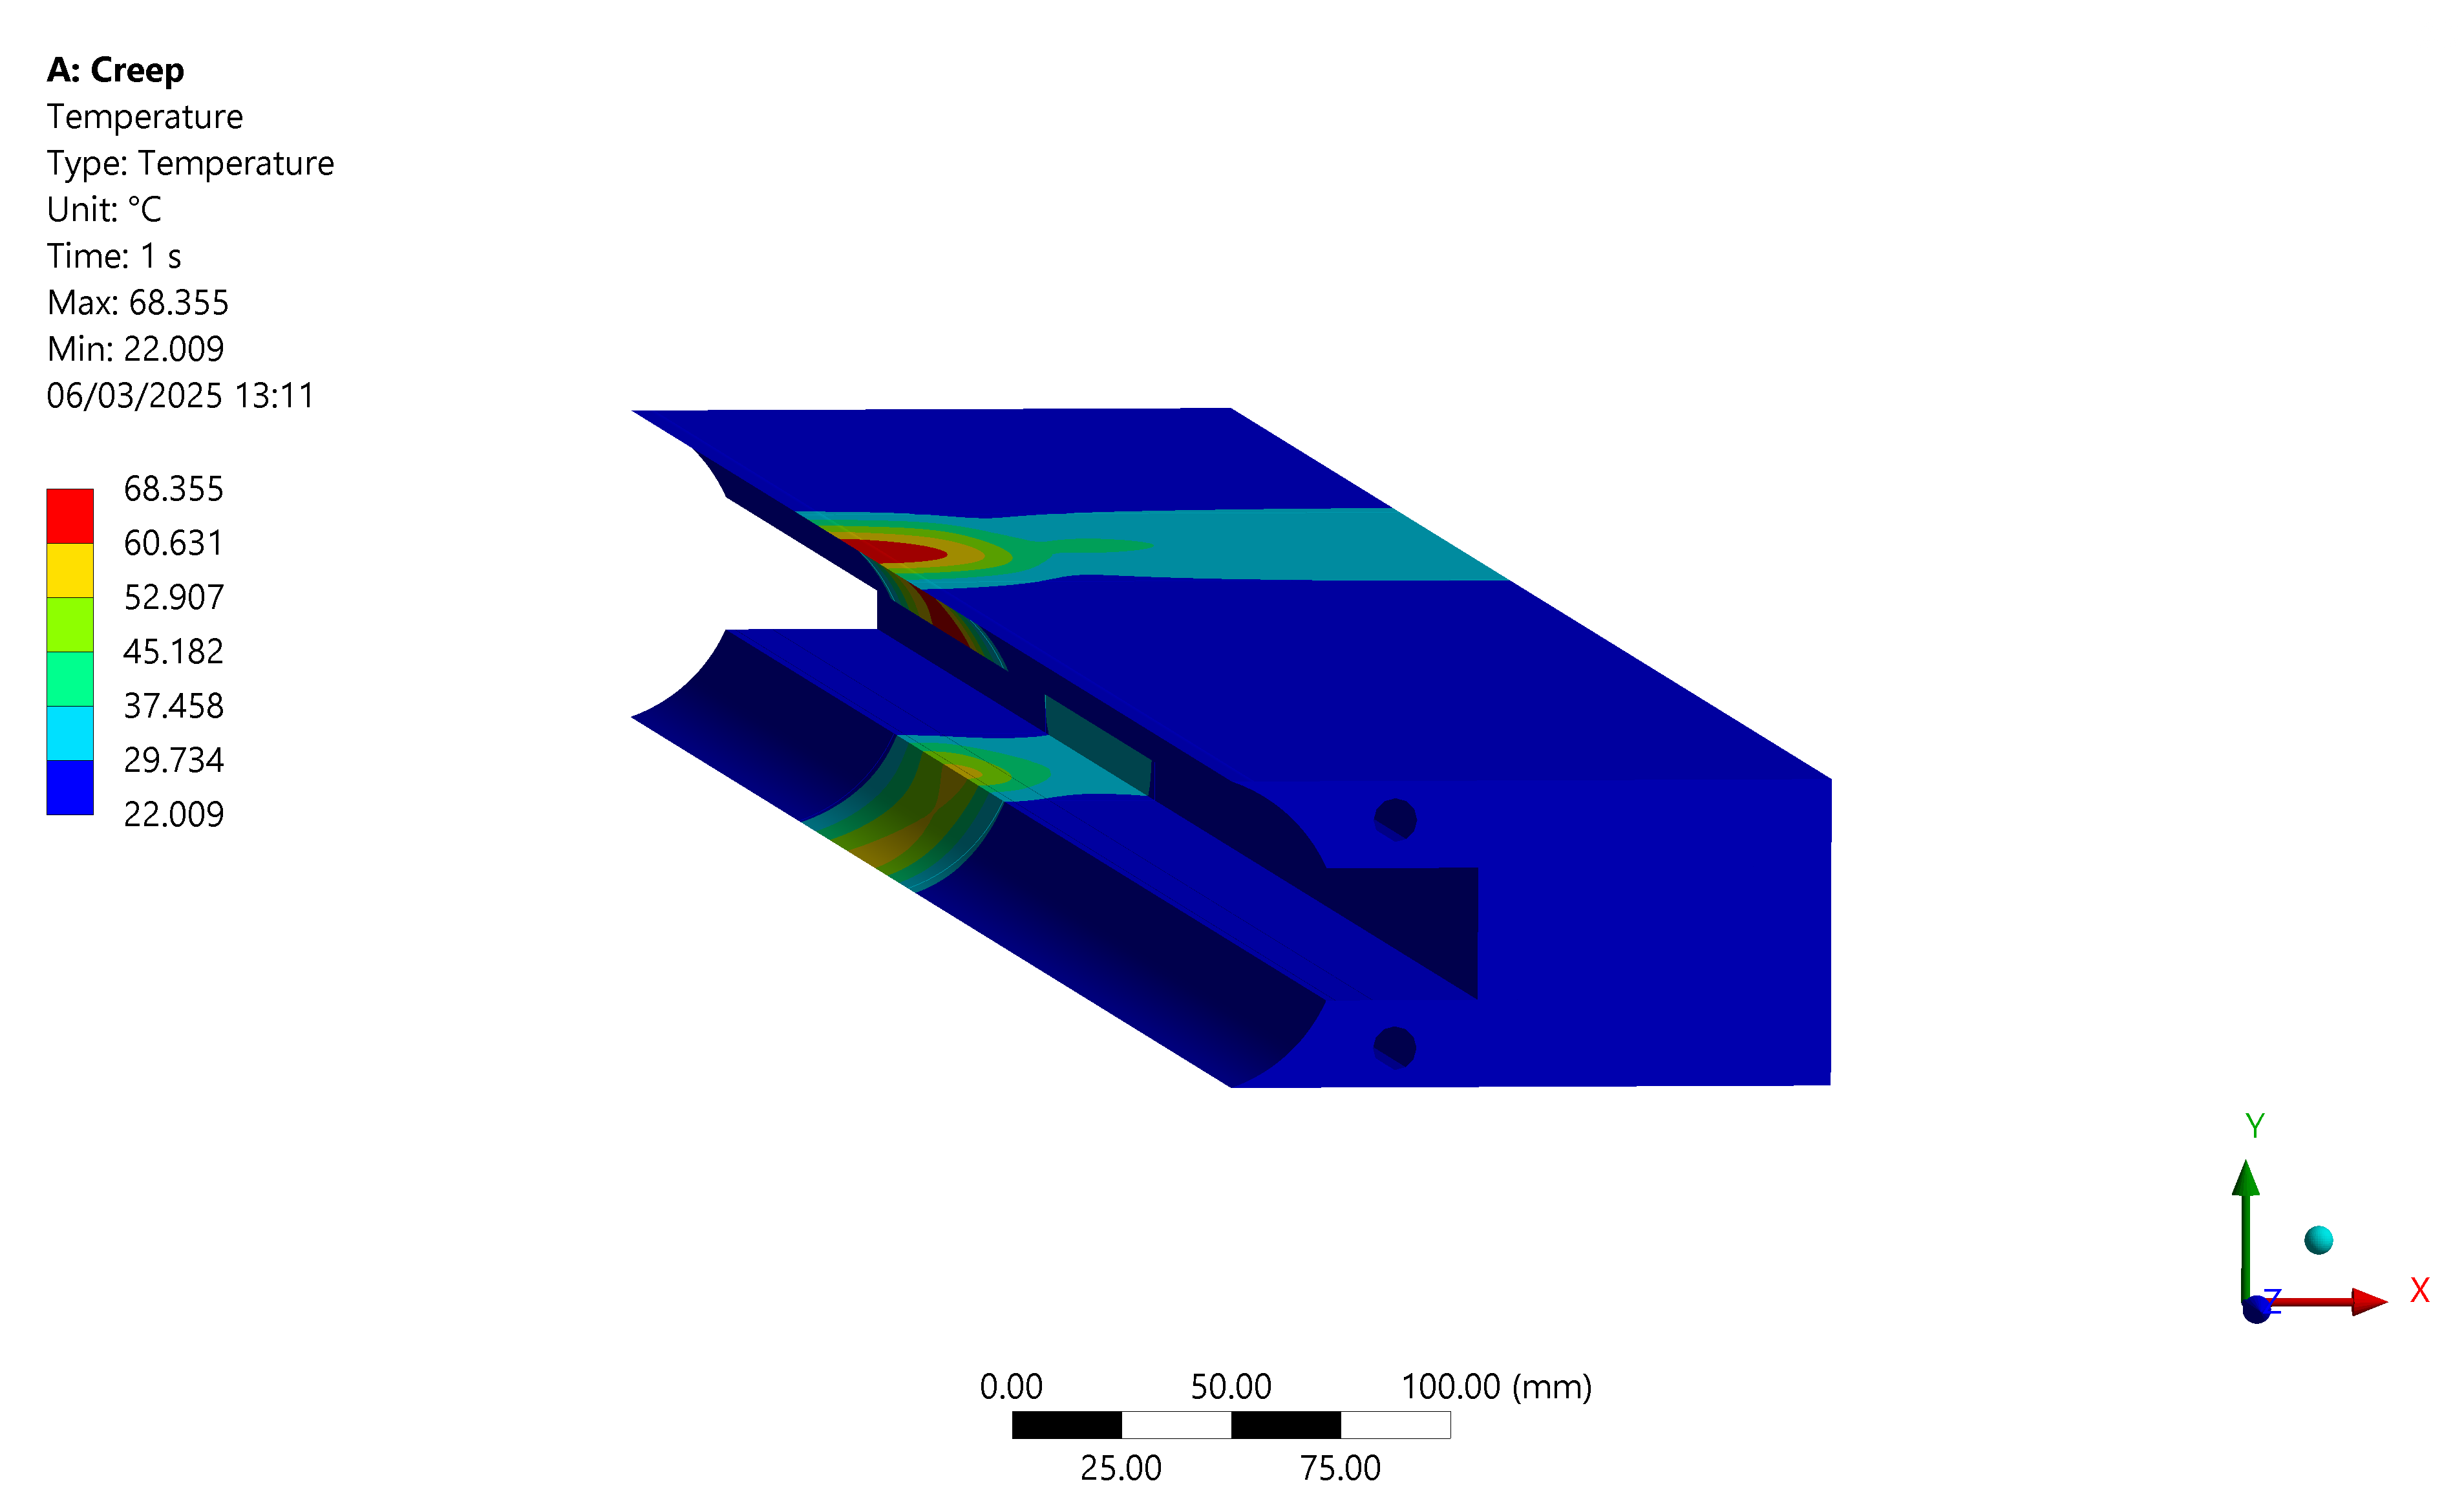 A: Creep
Temperature
Type: Temperature
Unit: °C
Time: 1 s
Max: 68.355
Min: 22.009
06/03/2025 13:11
68.355
60.631
52.907
45.182
37.458
29.734
22.009
Y
Z
X
0.00 50.00 100.00 (mm)
25.00 75.00